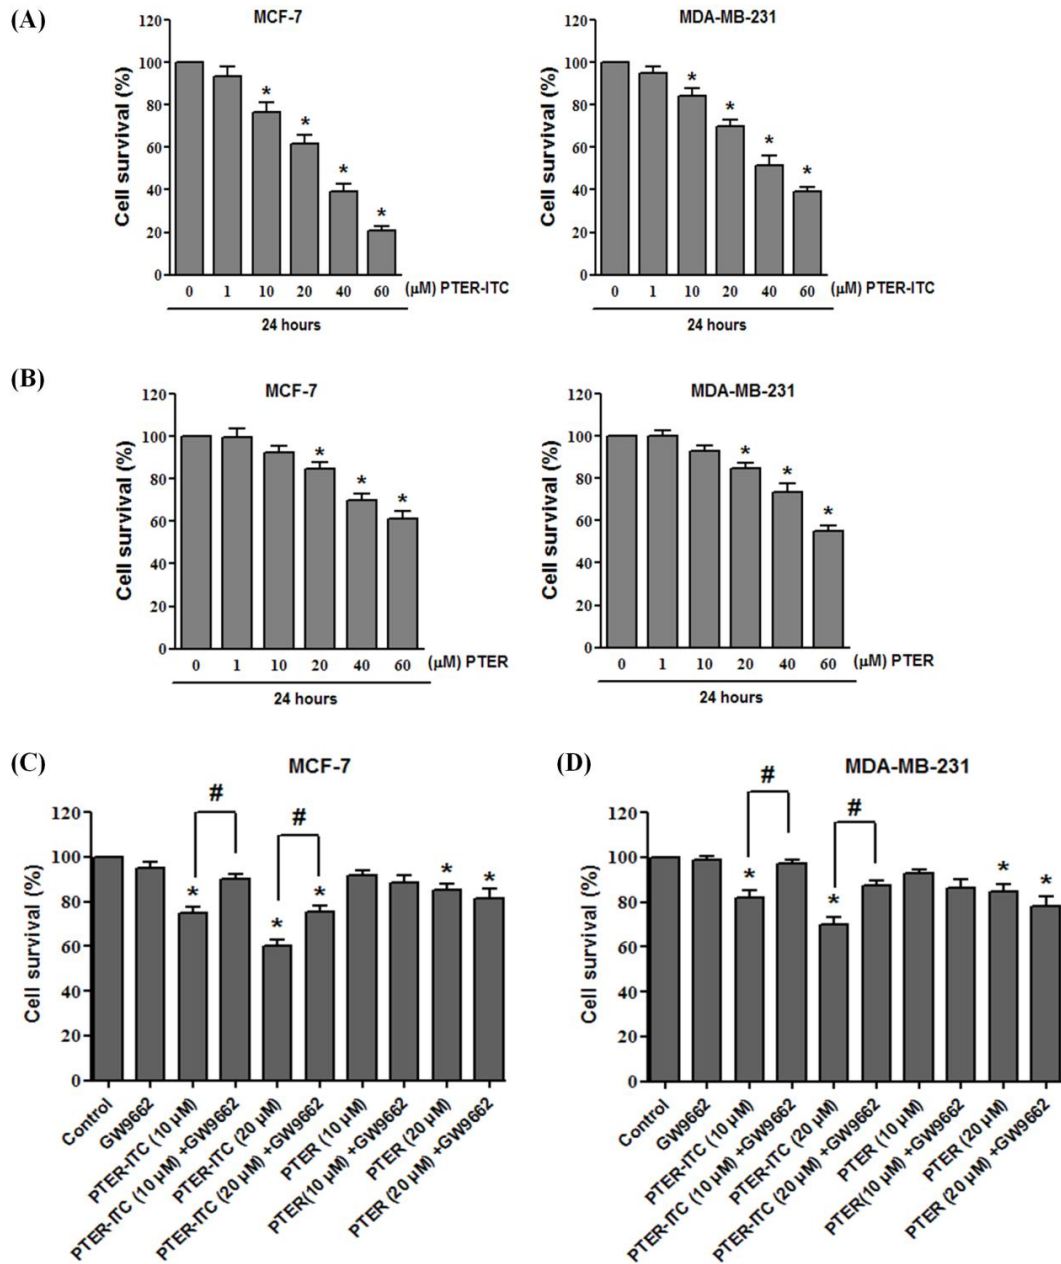 (A)
MCF-7
MDA-MB-231
Cell survival (%)
120
100
80
60
40
20
0
* * * *
0 1 10 20 40 60 (μM) PTER-ITC
24 hours
Cell survival (%)
120
100
80
60
40
20
0
* * * *
0 1 10 20 40 60 (μM) PTER-ITC
24 hours
(B)
MCF-7
MDA-MB-231
Cell survival (%)
120
100
80
60
40
20
0
* * *
0 1 10 20 40 60 (μM) PTER
24 hours
Cell survival (%)
120
100
80
60
40
20
0
* * *
0 1 10 20 40 60 (μM) PTER
24 hours
(C)
MCF-7
Cell survival (%)
120
100
80
60
40
20
0
# #
* * * * *
Control
GW9662
PTER-ITC (10 μM)
PTER-ITC (10 μM) +GW9662
PTER-ITC (20 μM)
PTER-ITC (20 μM) +GW9662
PTER (10 μM)
PTER(10 μM) +GW9662
PTER (20 μM)
PTER (20 μM) +GW9662
(D)
MDA-MB-231
Cell survival (%)
120
100
80
60
40
20
0
# #
* * * *
Control
GW9662
PTER-ITC (10 μM)
PTER-ITC (10 μM) +GW9662
PTER-ITC (20 μM)
PTER-ITC (20 μM) +GW9662
PTER (10 μM)
PTER(10 μM) +GW9662
PTER (20 μM)
PTER (20 μM) +GW9662